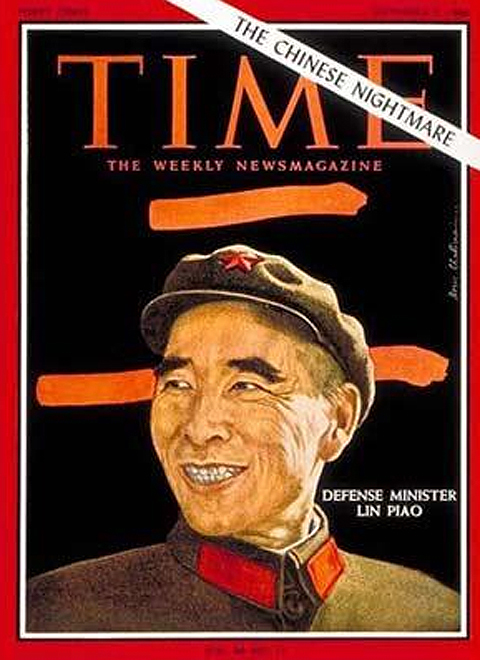 THE CHINESE NIGHTMARE
TIME
THE WEEKLY NEWSMAGAZINE
DEFENSE MINISTER
LIN PIAO